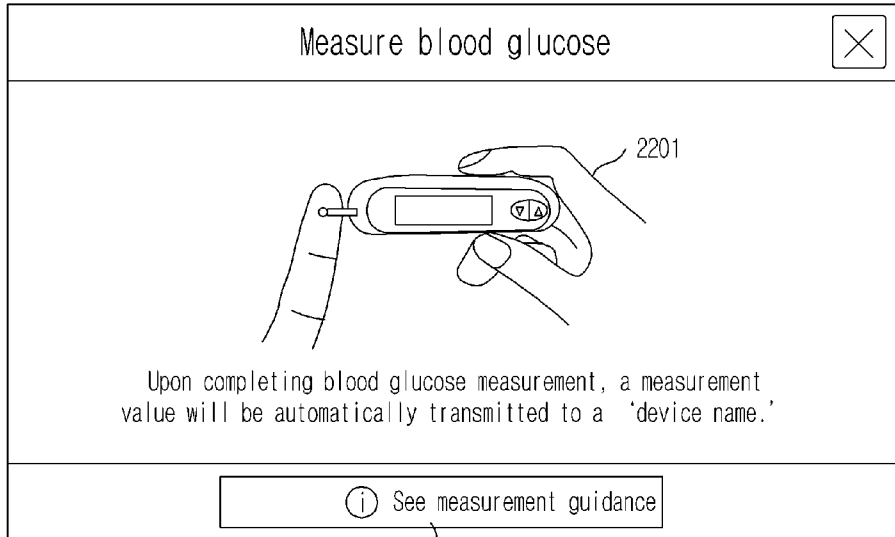 Measure blood glucose
2201
Upon completing blood glucose measurement, a measurement
value will be automatically transmitted to a ‘device name.’
ⓘ See measurement guidance